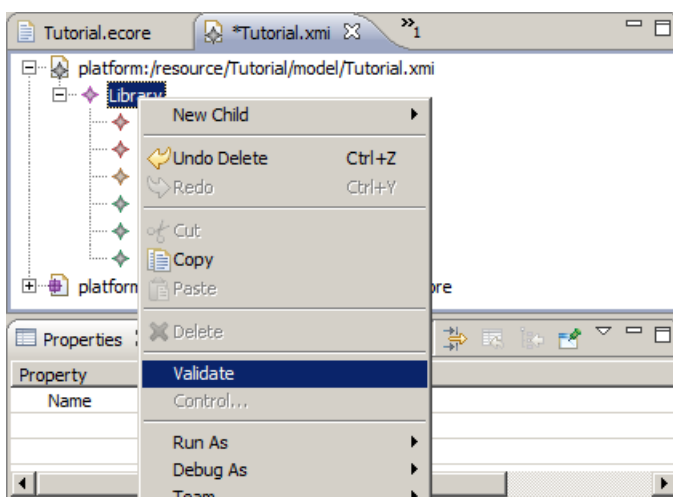 Tutorial.ecore *Tutorial.xmi »1
platform:/resource/Tutorial/model/Tutorial.xmi
Library
New Child
Undo Delete Ctrl+Z
Redo Ctrl+Y
Cut
Copy
platform
Paste
re
Delete
Properties
Validate
Property
Control...
Name
Run As
Debug As
Team